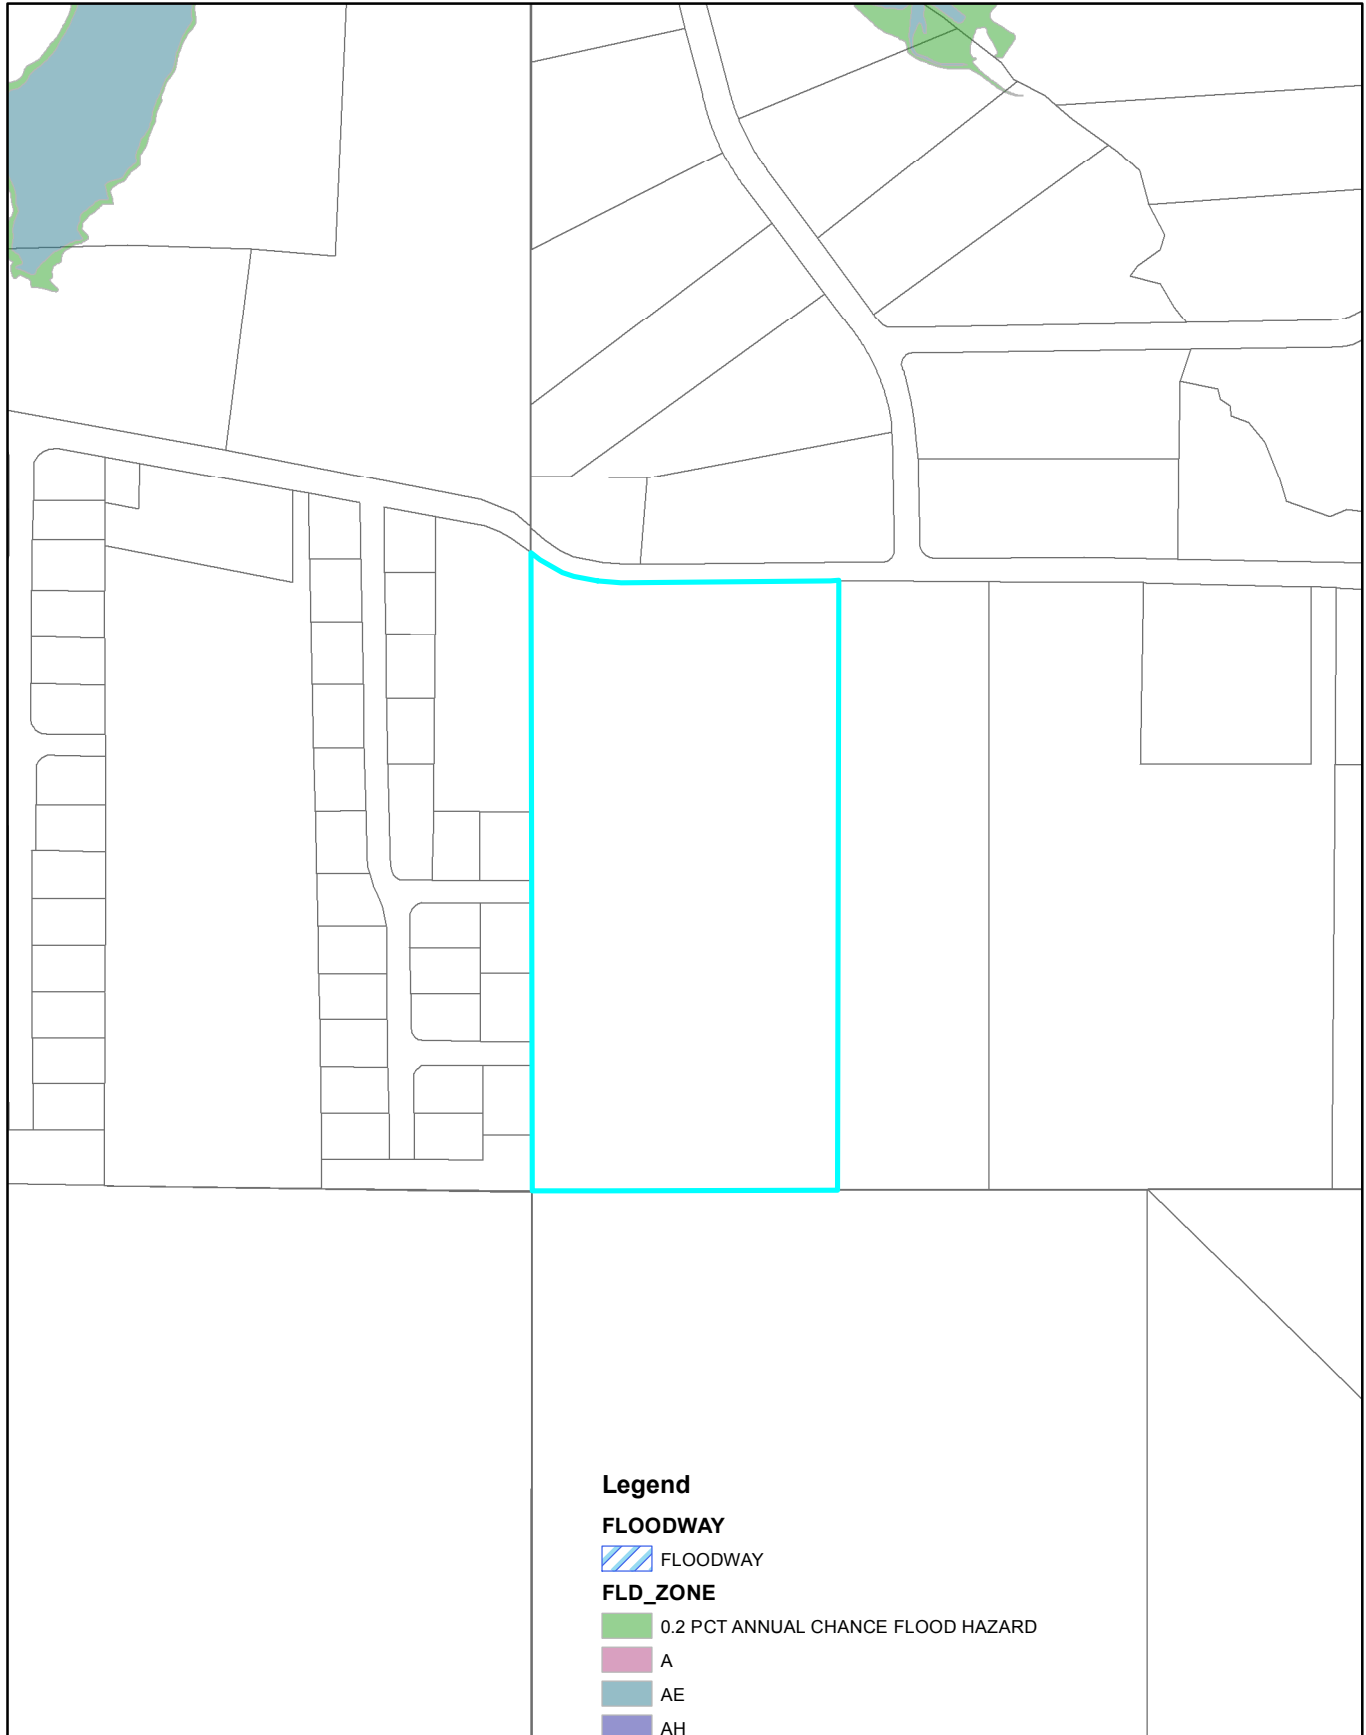 Legend
FLOODWAY
FLOODWAY
FLD_ZONE
0.2 PCT ANNUAL CHANCE FLOOD HAZARD
A
AE
AH